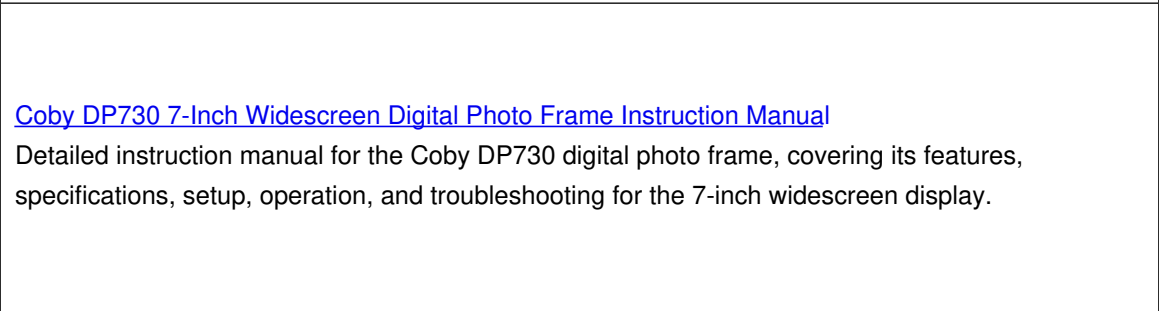 Coby DP730 7-Inch Widescreen Digital Photo Frame Instruction Manual
Detailed instruction manual for the Coby DP730 digital photo frame, covering its features,
specifications, setup, operation, and troubleshooting for the 7-inch widescreen display.